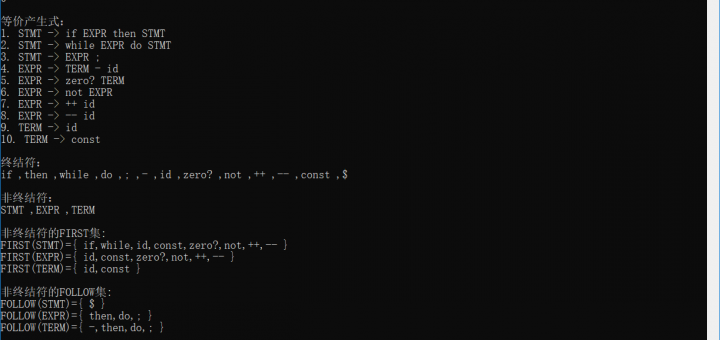 等价产生式:
1. STMT -> if EXPR then STMT
2. STMT -> while EXPR do STMT
3. STMT -> EXPR ;
4. EXPR -> TERM - id
5. EXPR -> zero? TERM
6. EXPR -> not EXPR
7. EXPR -> ++ id
8. EXPR -> -- id
9. TERM -> id
10. TERM -> const
终结符:
if ,then ,while ,do ,; ,- ,id ,zero? ,not ,++ ,-- ,const ,$
非终结符:
STMT ,EXPR ,TERM
非终结符的FIRST集:
FIRST(STMT)={ if,while,id,const,zero?,not,++,-- }
FIRST(EXPR)={ id,const,zero?,not,++,-- }
FIRST(TERM)={ id,const }
非终结符的FOLLOW集:
FOLLOW(STMT)={ $ }
FOLLOW(EXPR)={ then,do,; }
FOLLOW(TERM)={ -,then,do,; }